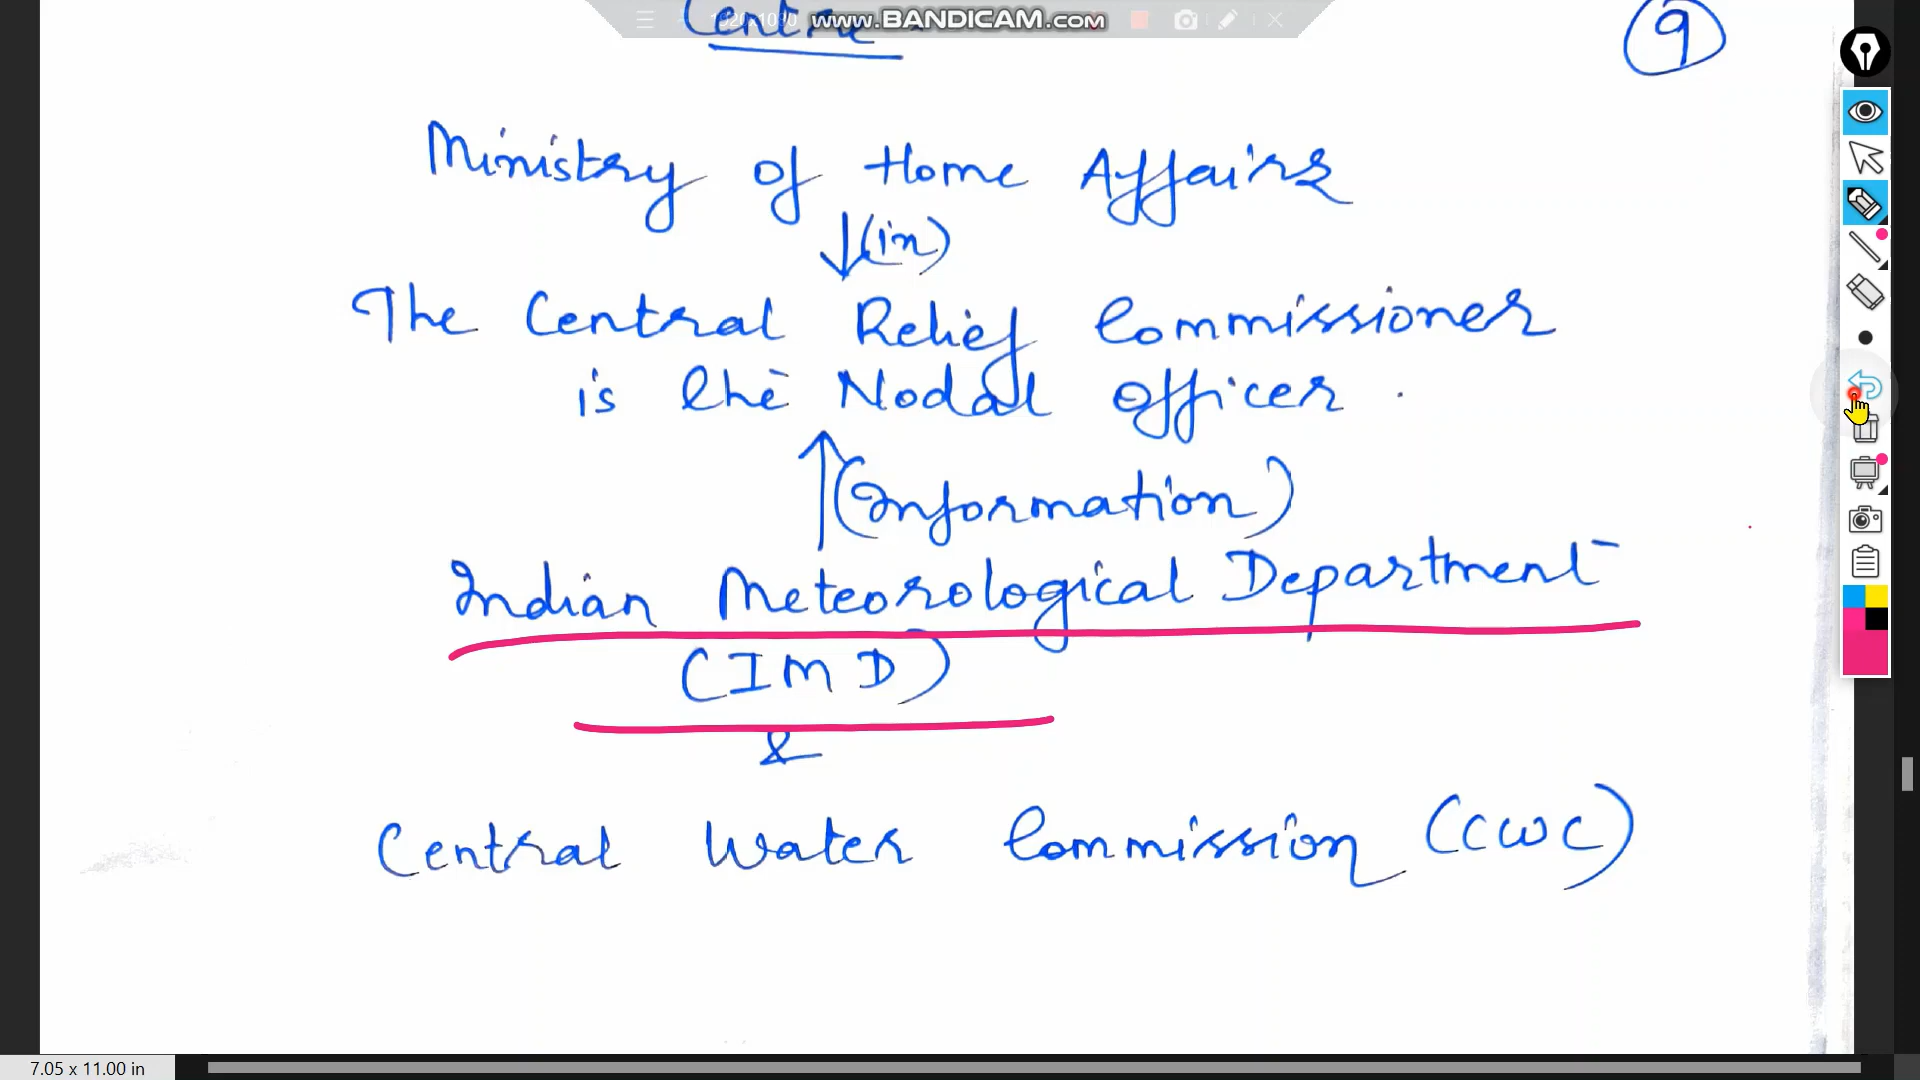 Centre
www.BANDICAM.com
9
Ministry of Home Affairs
(in)
The Central Relief Commissioner
is the Nodal Officer.
(Information)
Indian Meteorological Department
(IMD)
&
Central Water Commission (CWC)
7.05 x 11.00 in